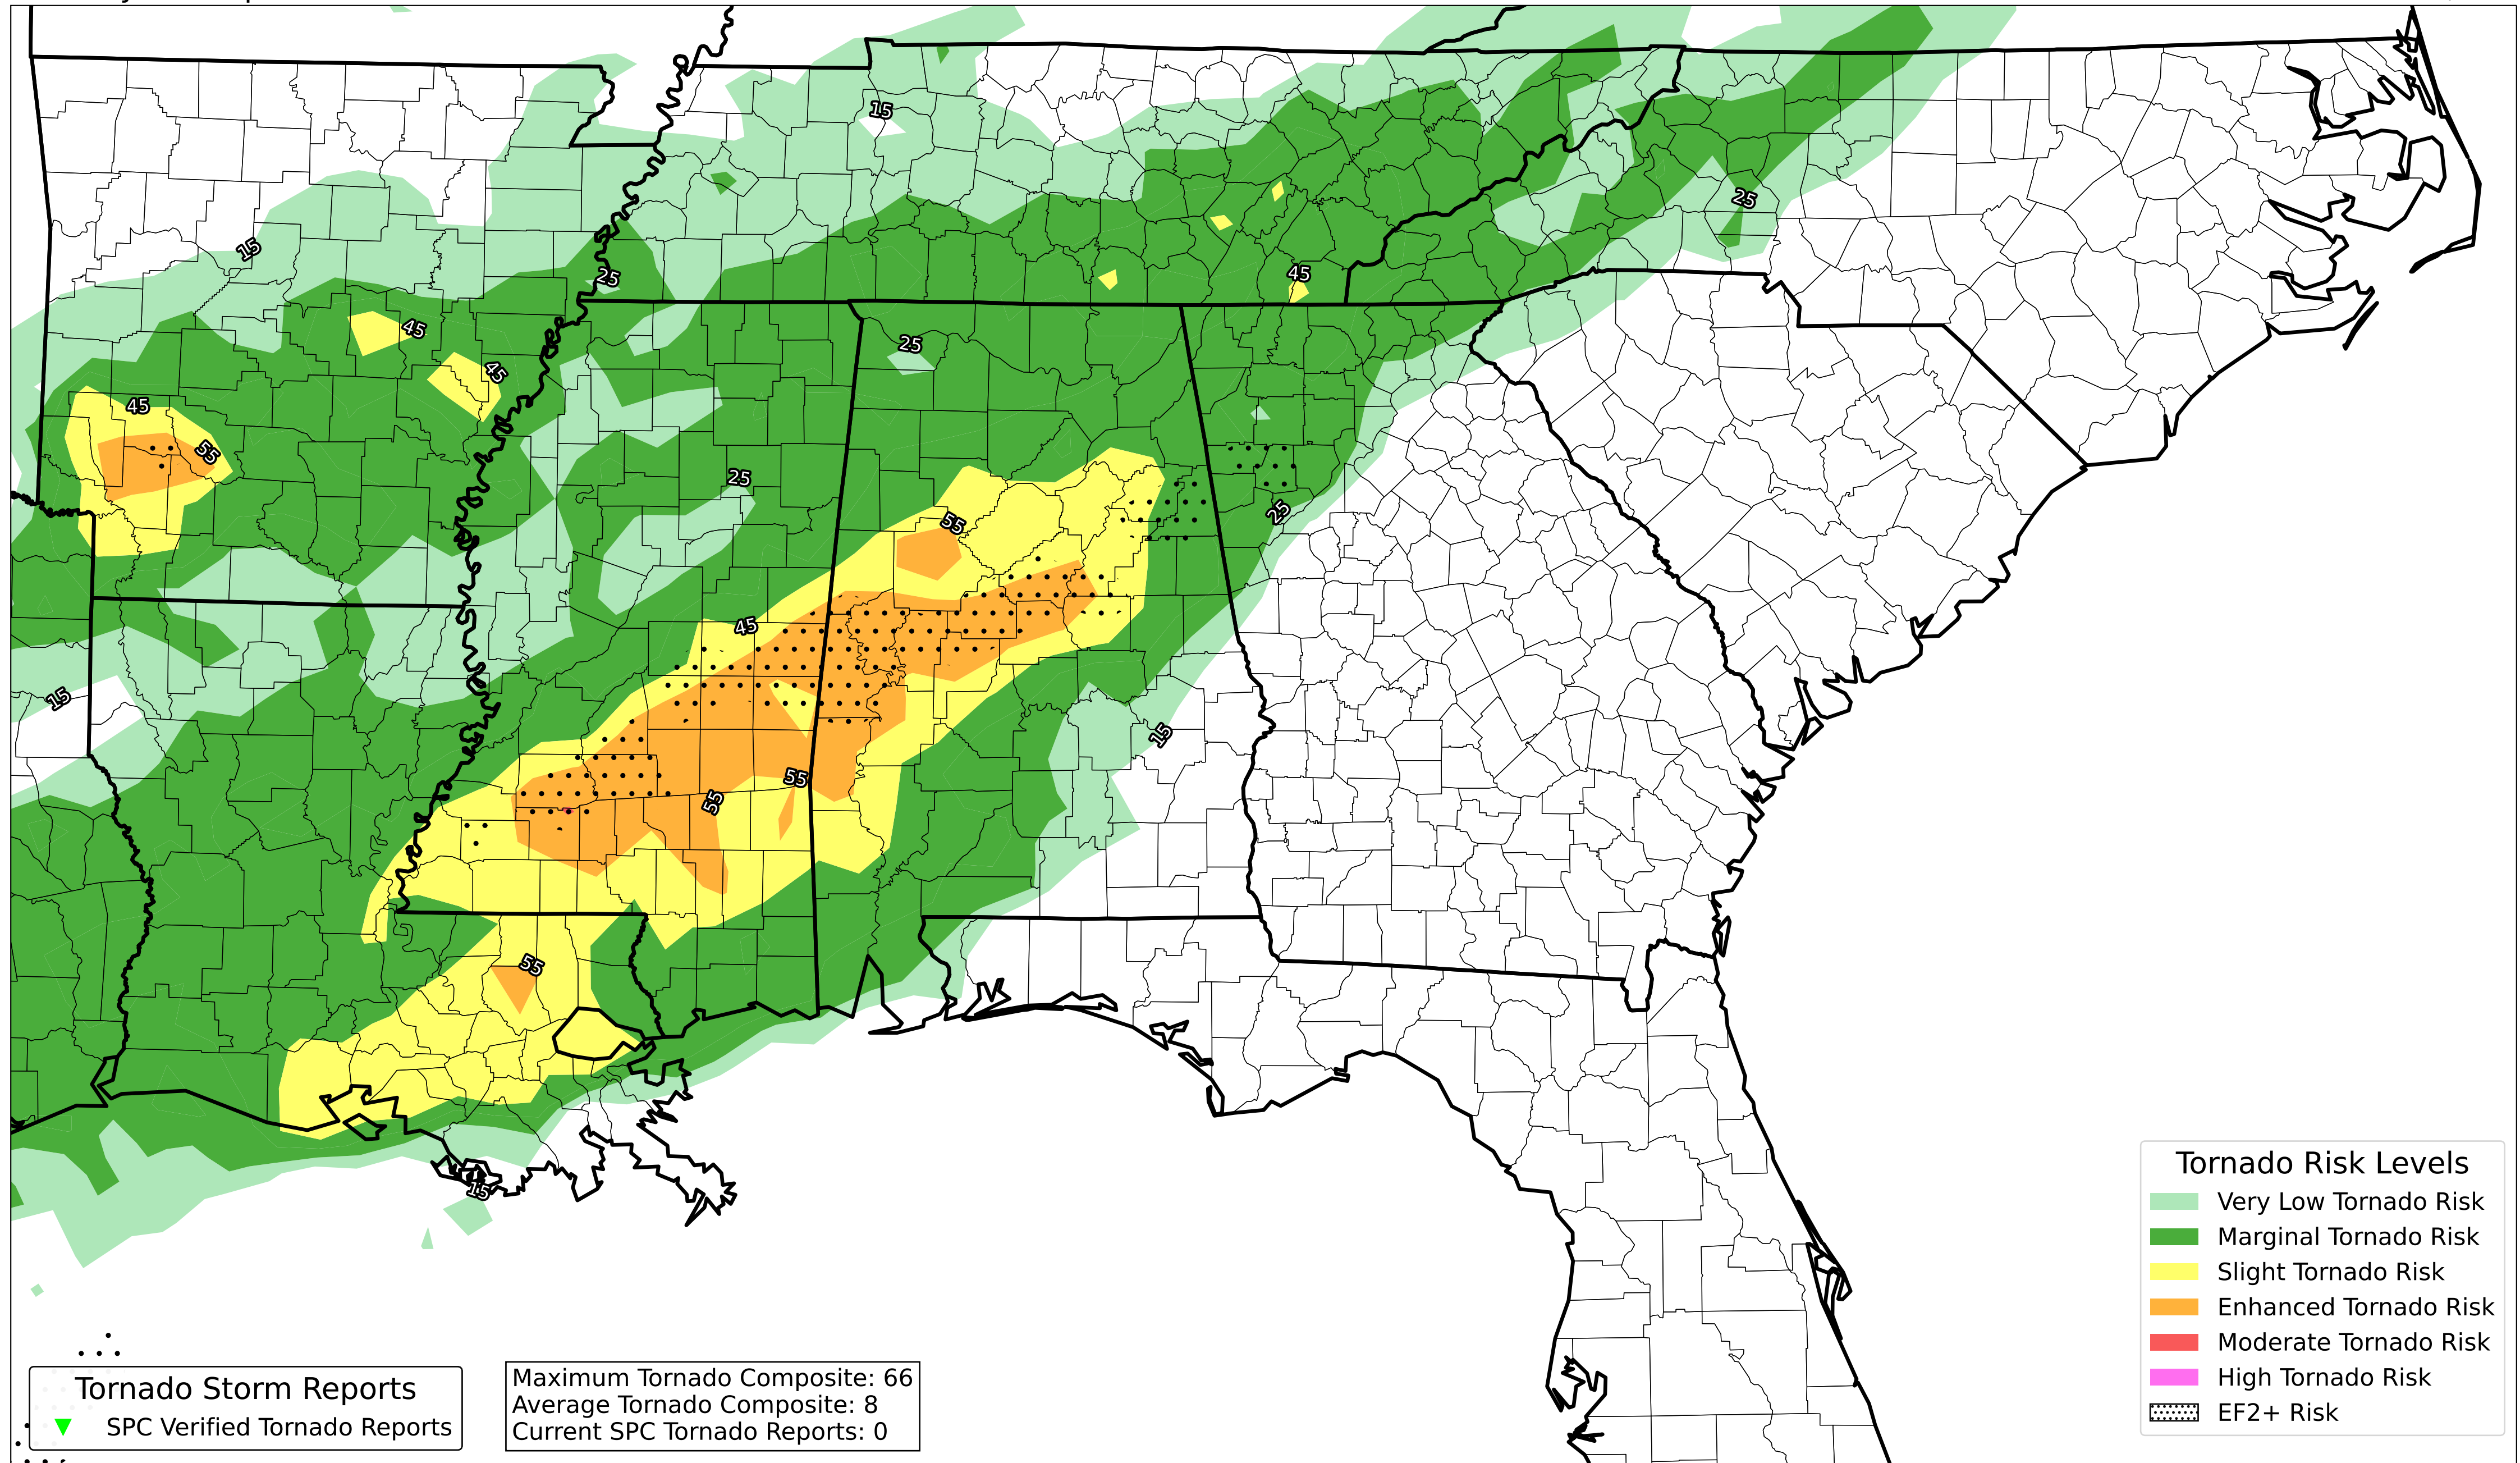 15
15
25
25
45
45
45
25
45
45
55
25
55
25
45
15
15
55
55
55
15
Tornado Risk Levels
Very Low Tornado Risk
Marginal Tornado Risk
Slight Tornado Risk
Enhanced Tornado Risk
Moderate Tornado Risk
High Tornado Risk
EF2+ Risk
Tornado Storm Reports
SPC Verified Tornado Reports
Maximum Tornado Composite: 66
Average Tornado Composite: 8
Current SPC Tornado Reports: 0